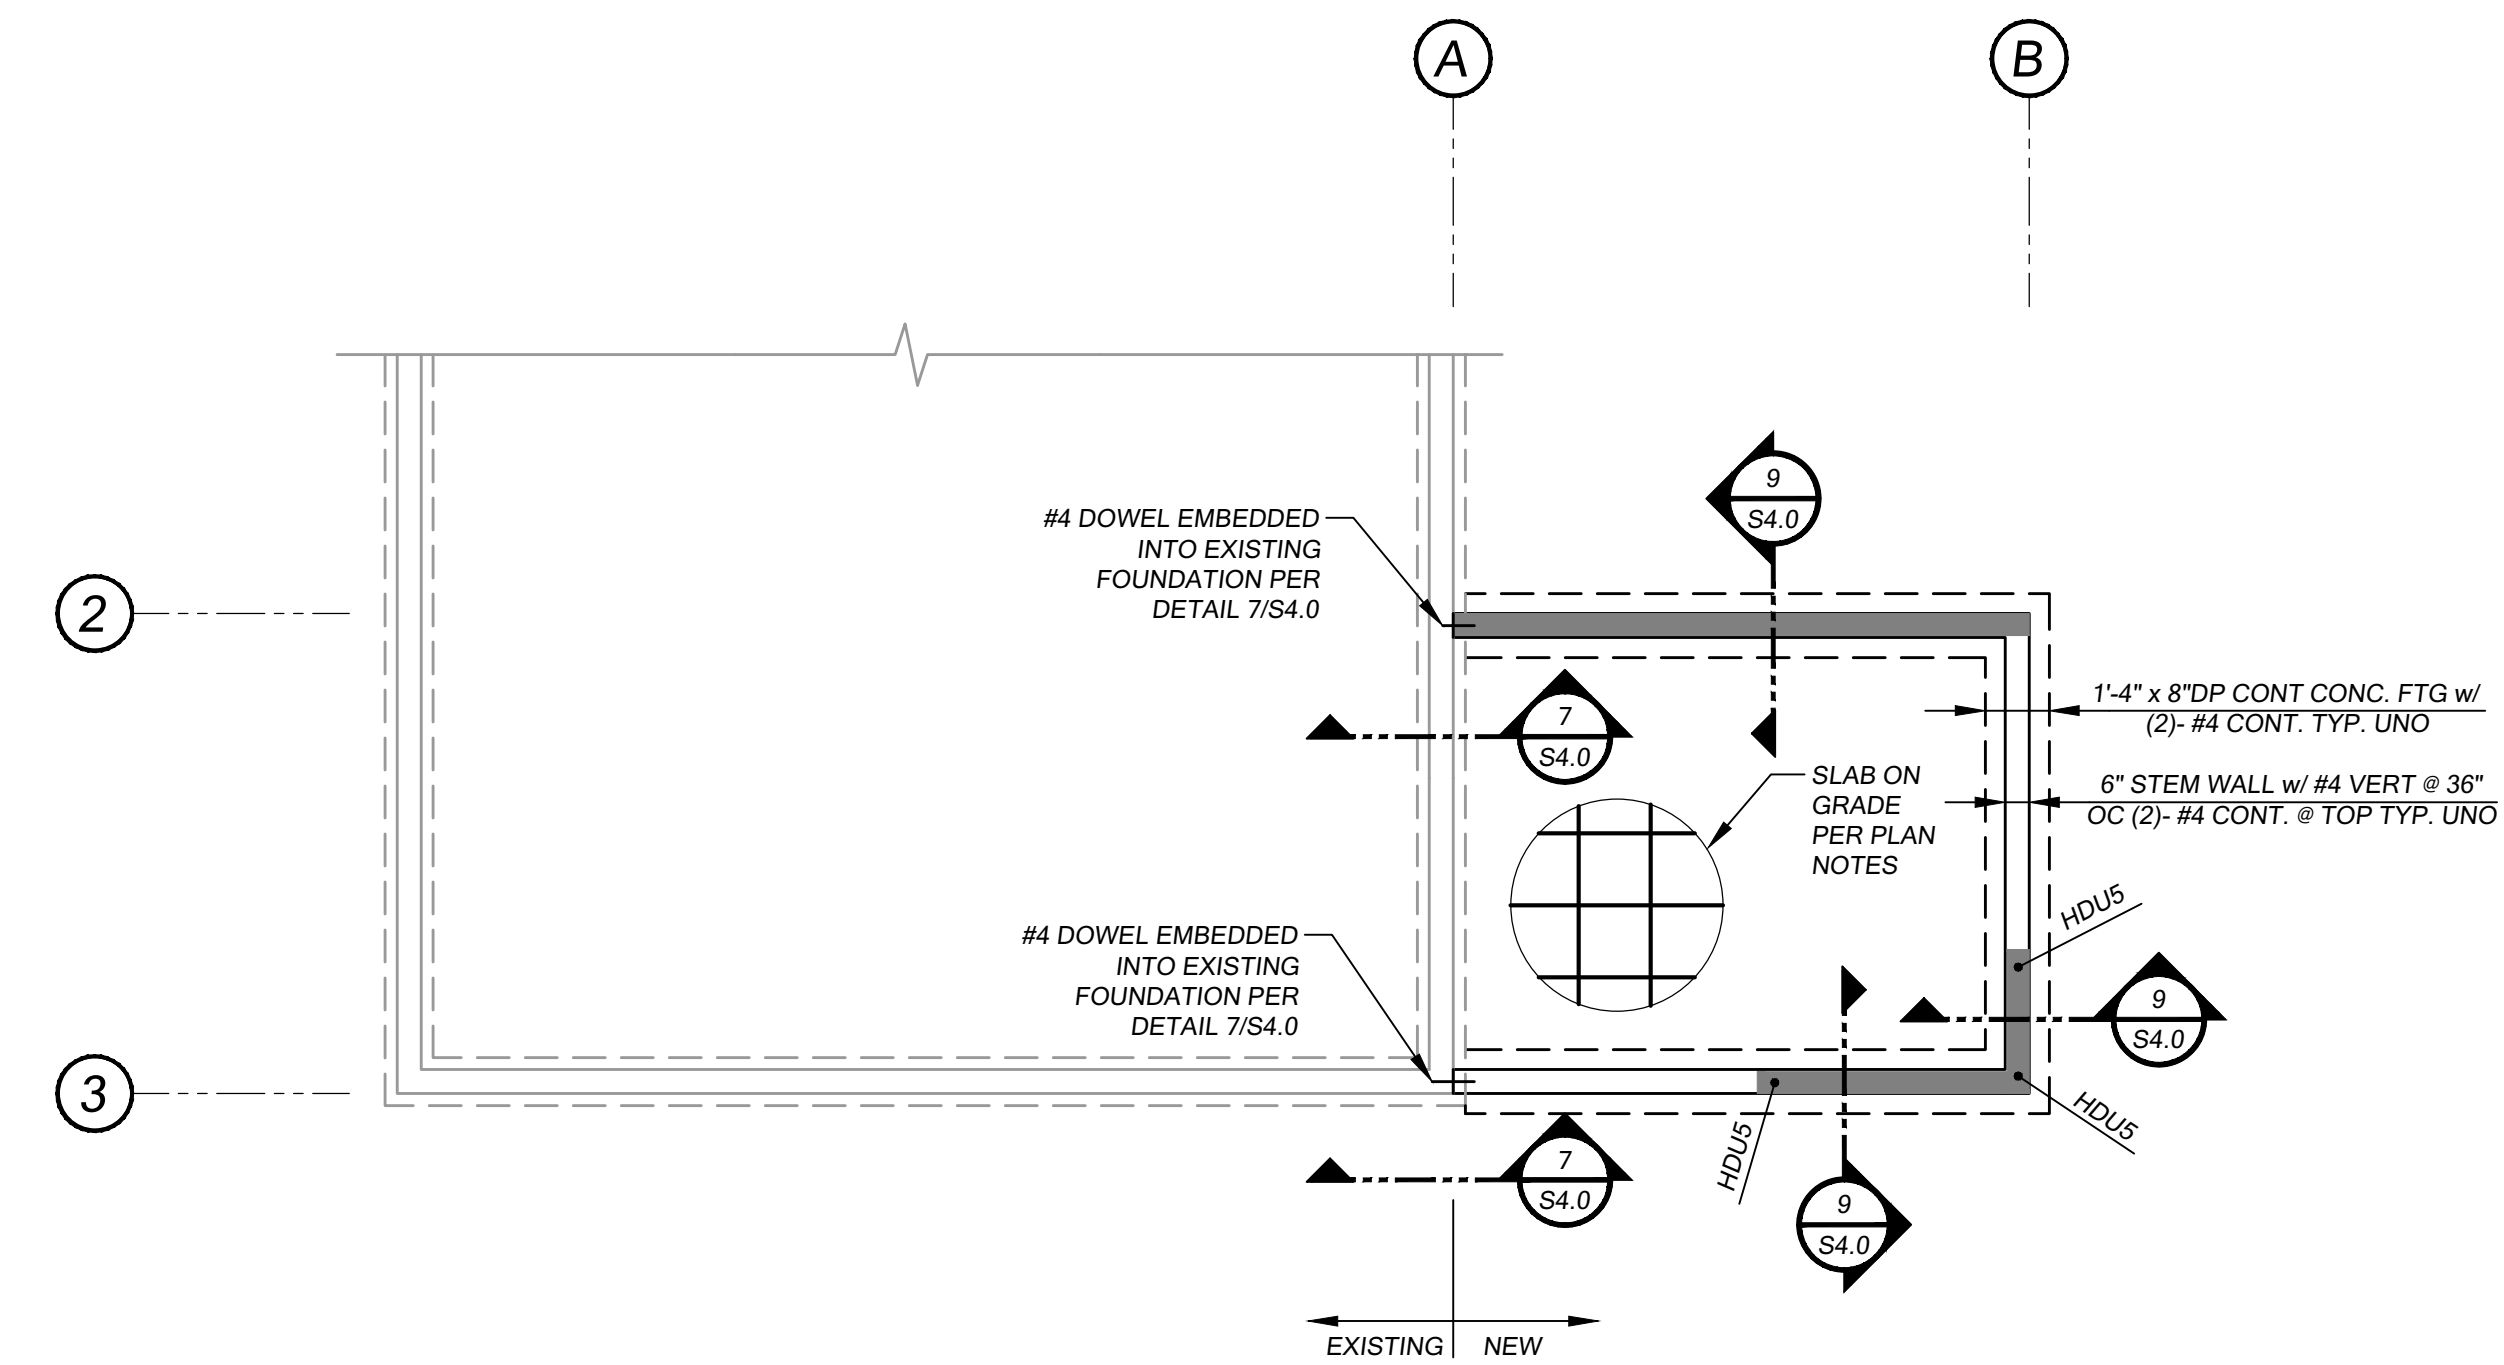 A
B
9
S4.0
#4 DOWEL EMBEDDED
INTO EXISTING
FOUNDATION PER
DETAIL 7/S4.0
2
1'-4" x 8"DP CONT CONC. FTG w/
(2)- #4 CONT. TYP. UNO
7
S4.0
SLAB ON
GRADE
PER PLAN
NOTES
6" STEM WALL w/ #4 VERT @ 36"
OC (2)- #4 CONT. @ TOP TYP. UNO
HDU5
#4 DOWEL EMBEDDED
INTO EXISTING
FOUNDATION PER
DETAIL 7/S4.0
9
S4.0
3
HDU5
HDU5
7
S4.0
9
S4.0
EXISTING
NEW